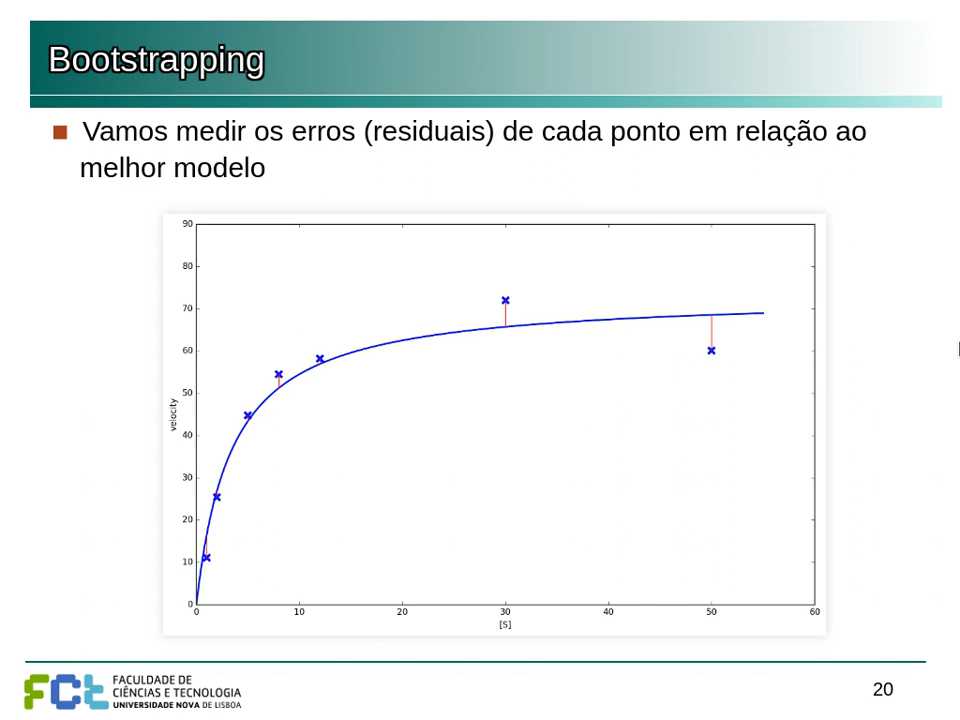 Bootstrapping
Vamos medir os erros (residuais) de cada ponto em relação ao
melhor modelo
90
80
70
60
50
40
30
20
10
0
velocity
0 10 20 30 40 50 60
[S]
FCT
FACULDADE DE
CIÊNCIAS E TECNOLOGIA
UNIVERSIDADE NOVA DE LISBOA
20